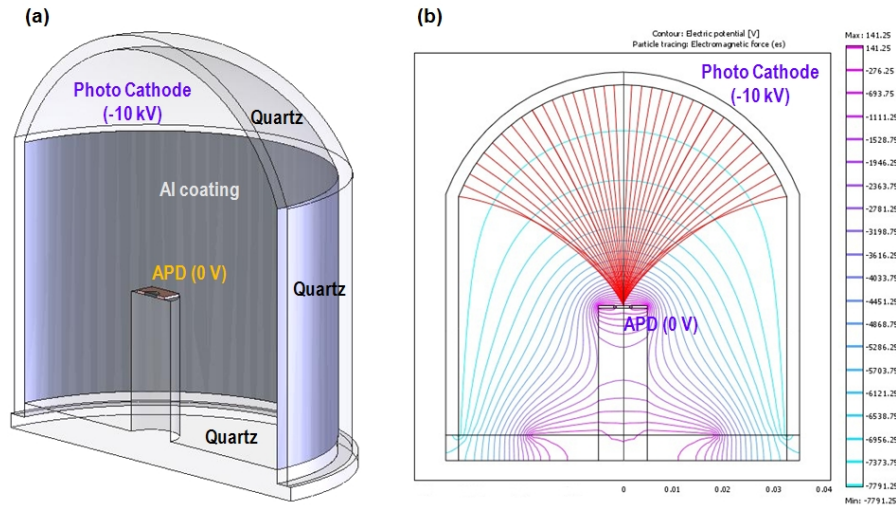 (a)
Photo Cathode
(-10 kV)
Quartz
Al coating
APD (0 V)
Quartz
Quartz
(b)
Contour: Electric potential [V]
Particle tracing: Electromagnetic force (es)
Photo Cathode
(-10 kV)
APD (0 V)
0 0.01 0.02 0.03 0.04
Max: 141.25
141.25
-276.25
-693.75
-1111.25
-1528.75
-1946.25
-2363.75
-2781.25
-3198.75
-3616.25
-4033.75
-4451.25
-4868.75
-5286.25
-5703.75
-6121.25
-6538.75
-6956.25
-7373.75
-7791.25
Min: -7791.25